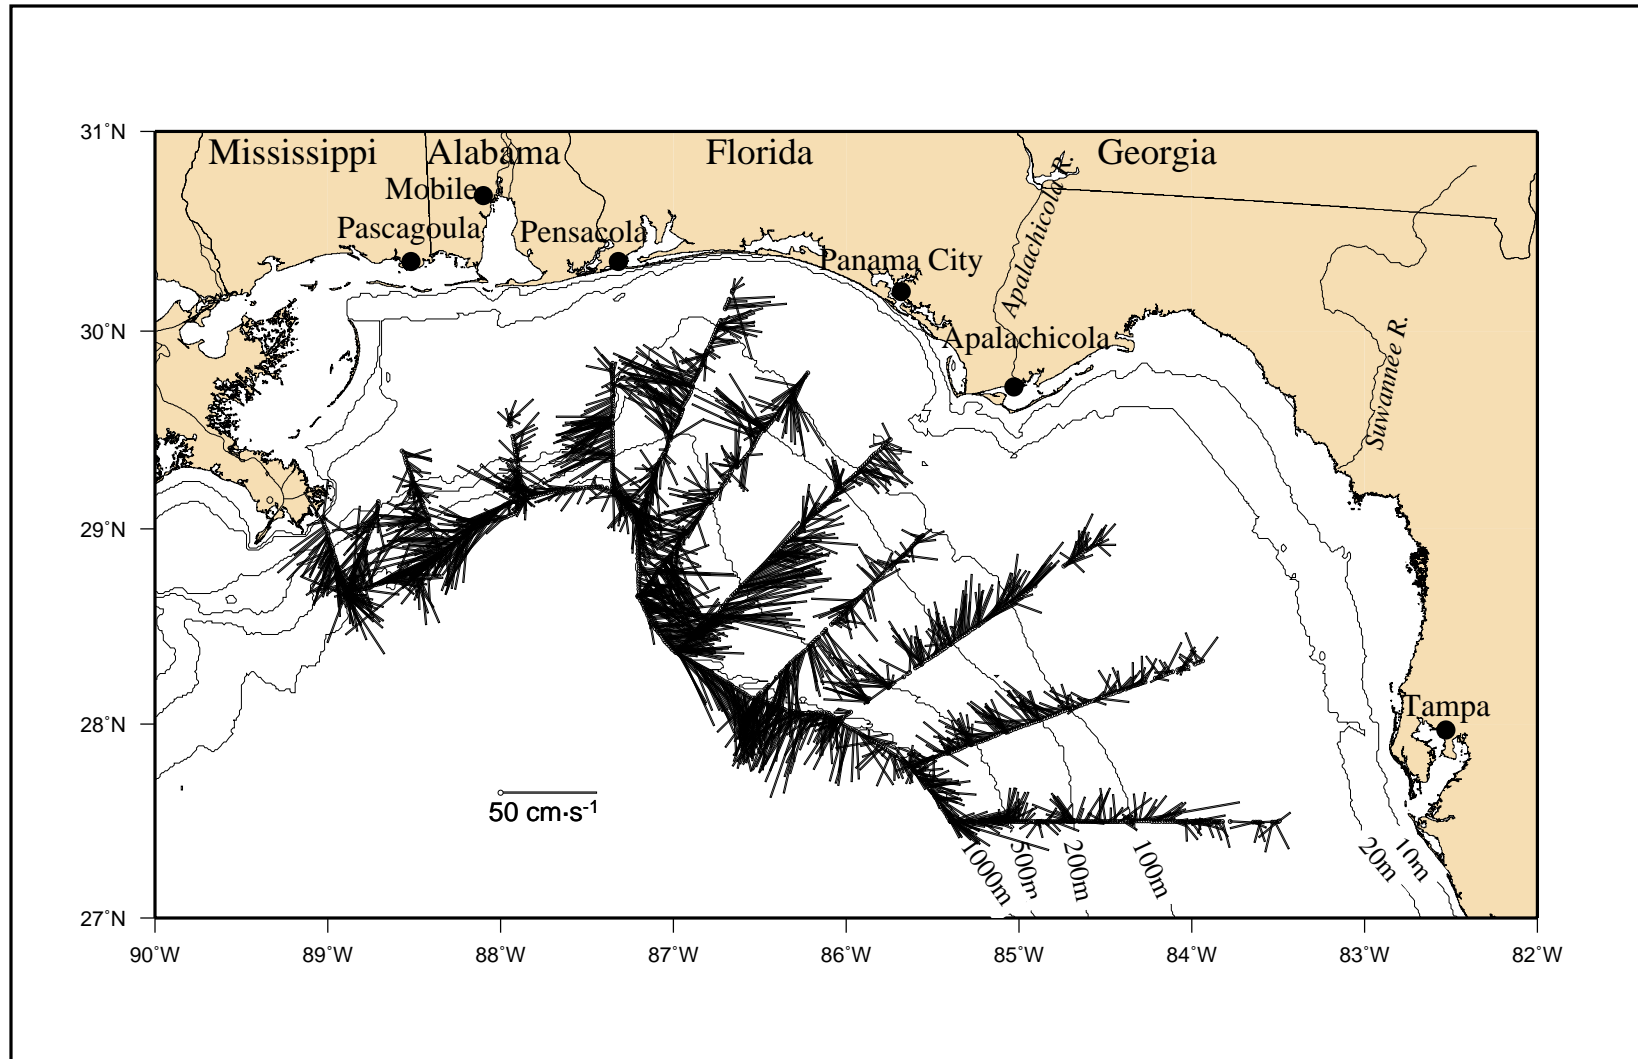 31°N
Mississippi
Alabama
Florida
Georgia
Mobile
Pascagoula
Pensacola
Panama City
Apalachicola R.
30°N
Apalachicola
Suwannee R.
29°N
28°N
Tampa
50 cm·s-1
1000m
500m
200m
100m
20m
10m
27°N
90°W
89°W
88°W
87°W
86°W
85°W
84°W
83°W
82°W